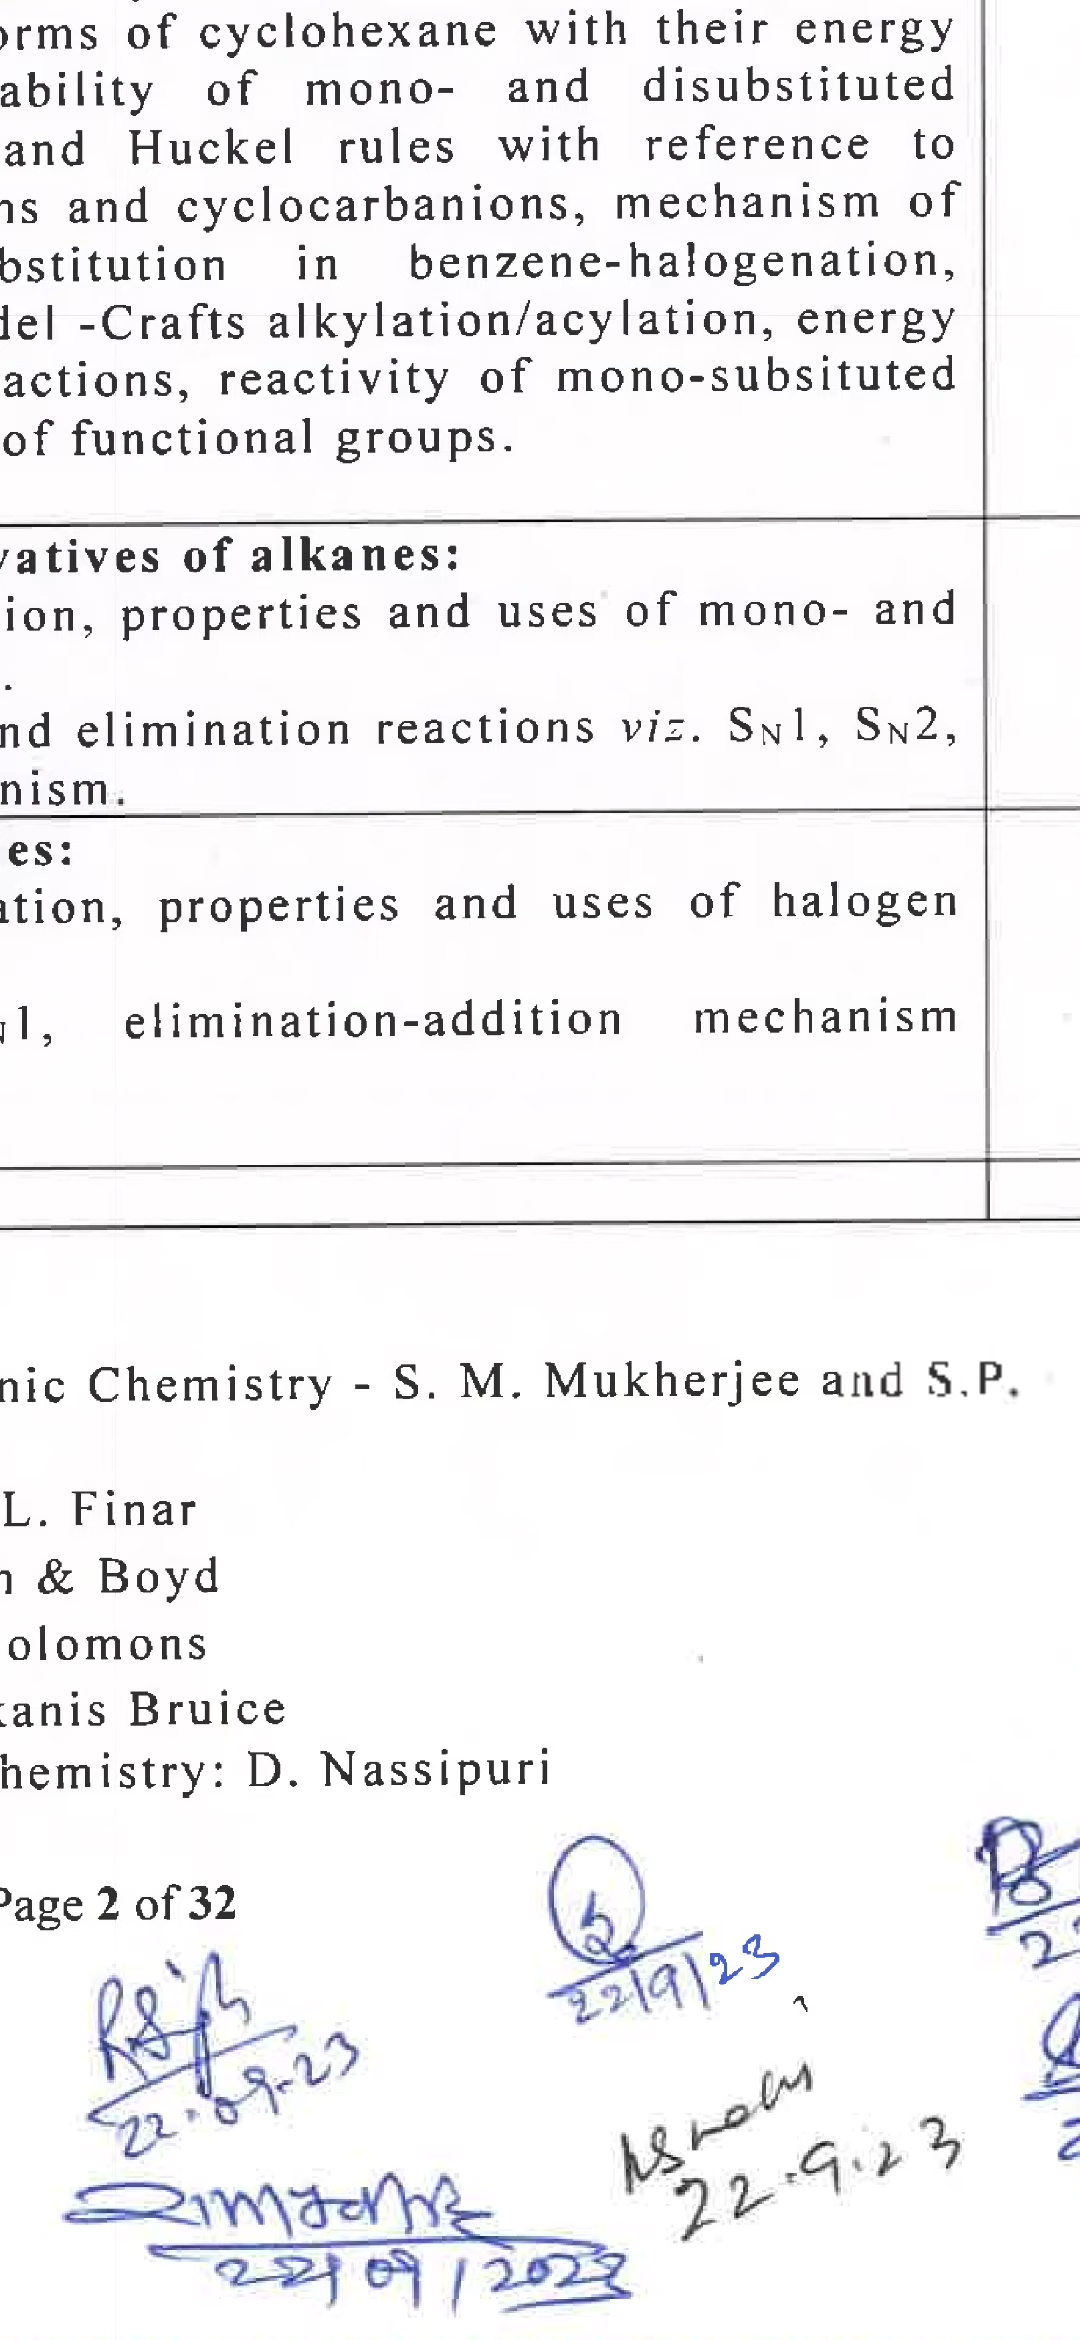 orms of cyclohexane with their energy
ability of mono- and disubstituted
and Huckel rules with reference to
ns and cyclocarbanions, mechanism of
bstitution in benzene-halogenation,
del -Crafts alkylation/acylation, energy
actions, reactivity of mono-subsituted
of functional groups.
vatives of alkanes:
ion, properties and uses of mono- and
.
nd elimination reactions viz. SN1, SN2,
nism.
es:
ation, properties and uses of halogen
N1, elimination-addition mechanism
nic Chemistry - S. M. Mukherjee and S.P.
L. Finar
n & Boyd
olomons
kanis Bruice
hemistry: D. Nassipuri
Page 2 of 32
22/9/23
22.09.23
22.9.23
22/09/2023